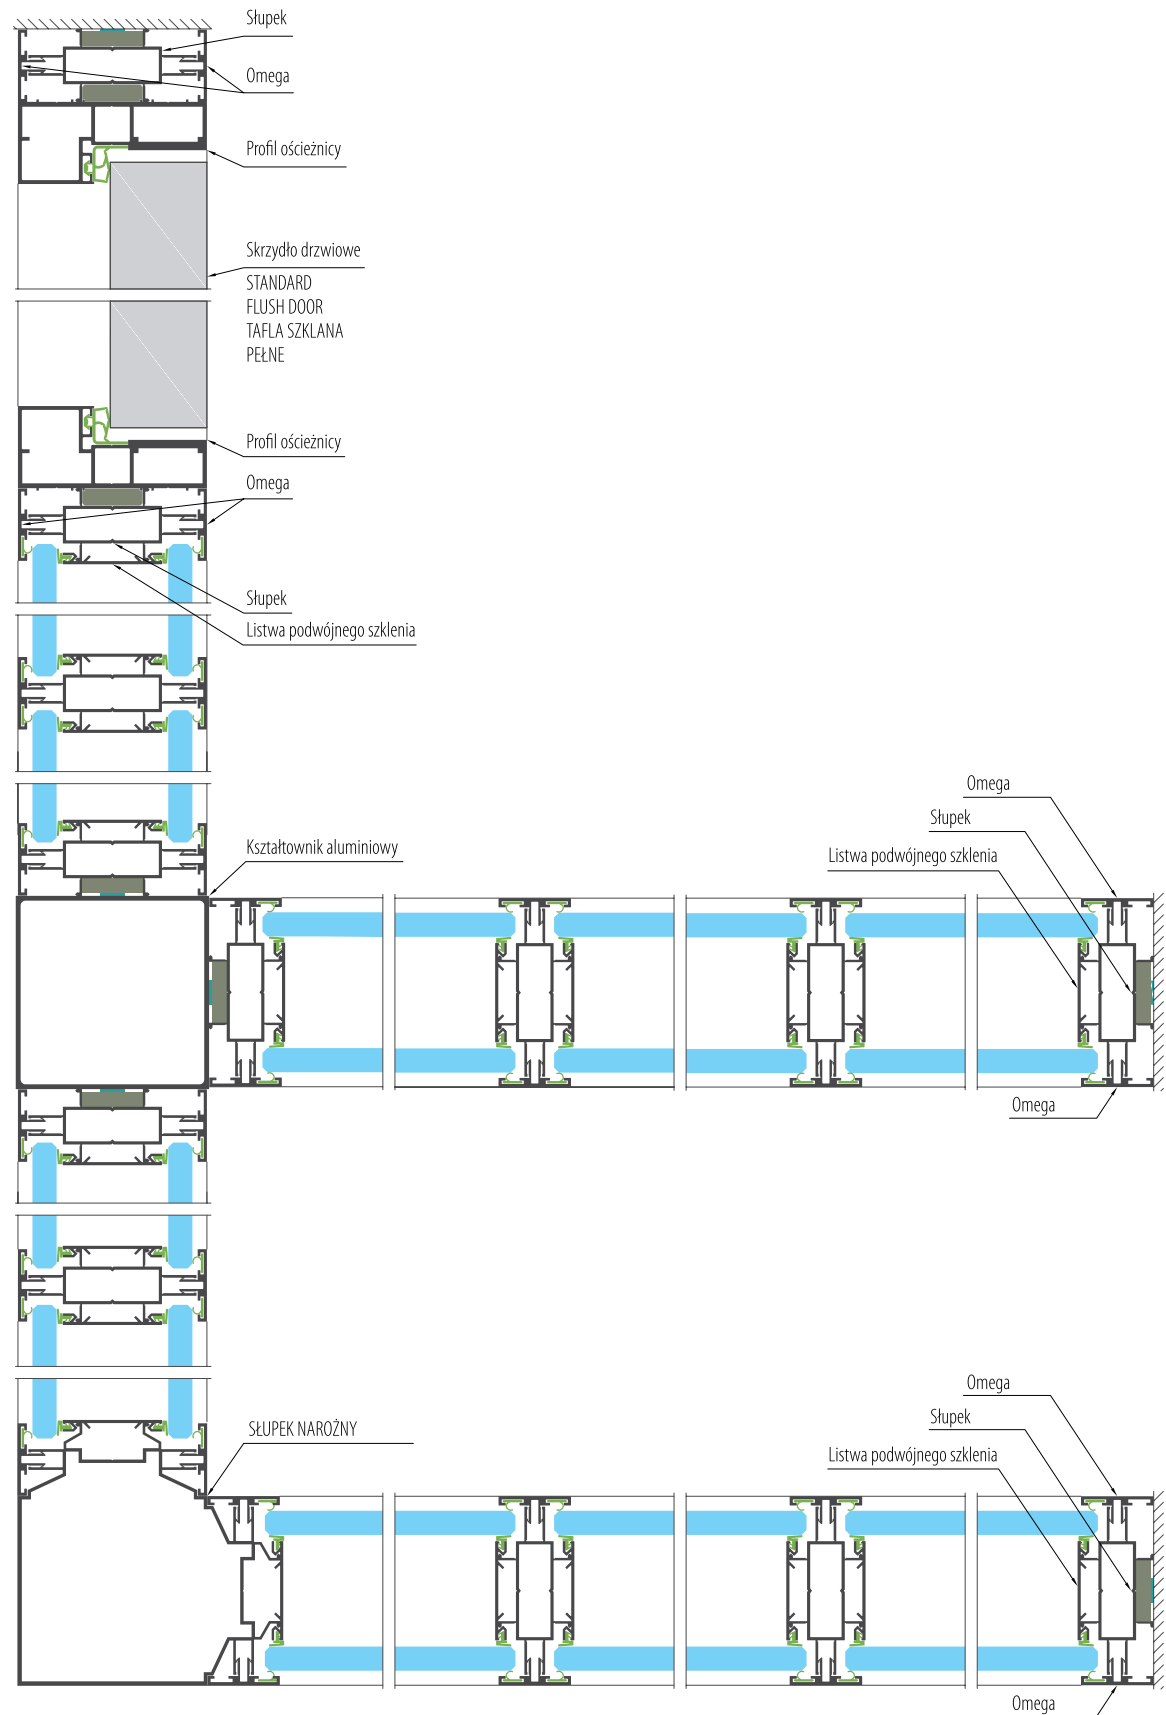 Słupek
Omega
Profil ościeżnicy
Skrzydło drzwiowe
STANDARD
FLUSH DOOR
TAFLA SZKLANA
PEŁNE
Profil ościeżnicy
Omega
Słupek
Listwa podwójnego szklenia
Omega
Słupek
Kształtownik aluminiowy
Listwa podwójnego szklenia
Omega
Omega
Słupek
SŁUPEK NAROŻNY
Listwa podwójnego szklenia
Omega